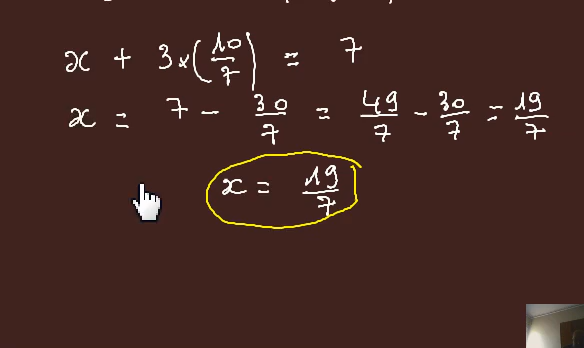 x + 3×(10/7) = 7
x = 7 - 30/7 = 49/7 - 30/7 = 19/7
x = 19/7